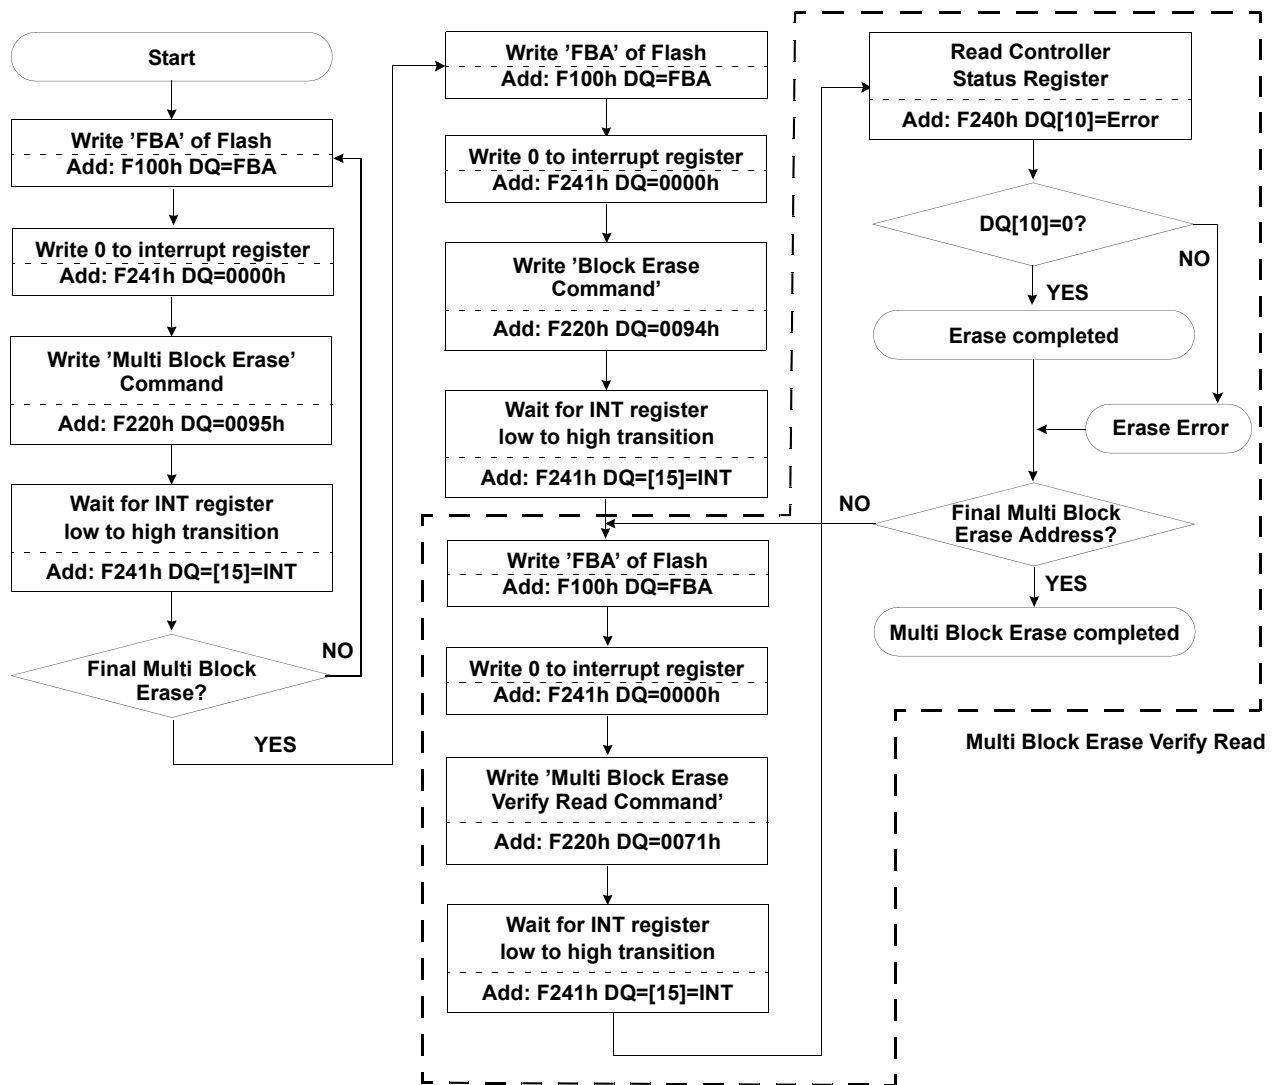 Start
Write ’FBA’ of Flash
Add: F100h DQ=FBA
Write 0 to interrupt register
Add: F241h DQ=0000h
Write ’Multi Block Erase’
Command
Add: F220h DQ=0095h
Wait for INT register
low to high transition
Add: F241h DQ=[15]=INT
Final Multi Block
Erase?
NO
YES
Write ’FBA’ of Flash
Add: F100h DQ=FBA
Write 0 to interrupt register
Add: F241h DQ=0000h
Write ’Block Erase
Command’
Add: F220h DQ=0094h
Wait for INT register
low to high transition
Add: F241h DQ=[15]=INT
Write ’FBA’ of Flash
Add: F100h DQ=FBA
Write 0 to interrupt register
Add: F241h DQ=0000h
Write ’Multi Block Erase
Verify Read Command’
Add: F220h DQ=0071h
Wait for INT register
low to high transition
Add: F241h DQ=[15]=INT
Read Controller
Status Register
Add: F240h DQ[10]=Error
DQ[10]=0?
NO
YES
Erase completed
Erase Error
NO
Final Multi Block
Erase Address?
YES
Multi Block Erase completed
Multi Block Erase Verify Read